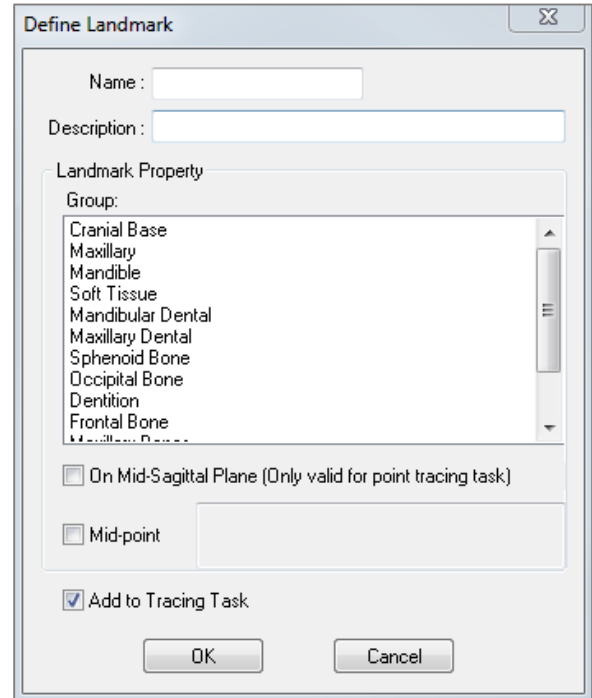 Define Landmark
Name :
Description :
Landmark Property
Group:
Cranial Base
Maxillary
Mandible
Soft Tissue
Mandibular Dental
Maxillary Dental
Sphenoid Bone
Occipital Bone
Dentition
Frontal Bone
On Mid-Sagittal Plane (Only valid for point tracing task)
Mid-point
Add to Tracing Task
OK
Cancel